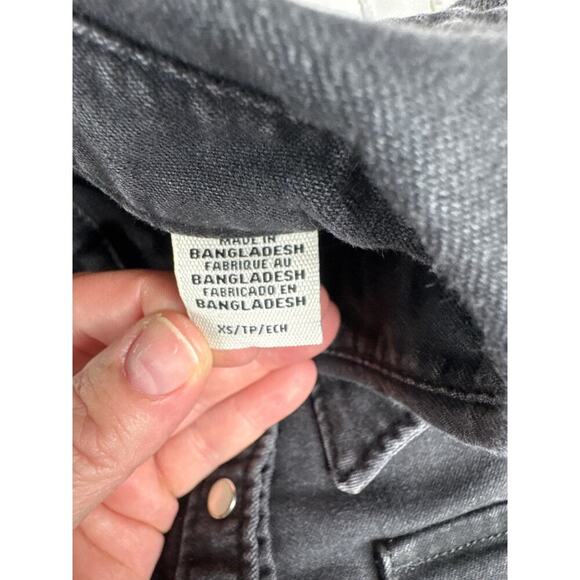 MADE IN
BANGLADESH
FABRIQUE AU
BANGLADESH
FABRICADO EN
BANGLADESH
XS/TP/ECH